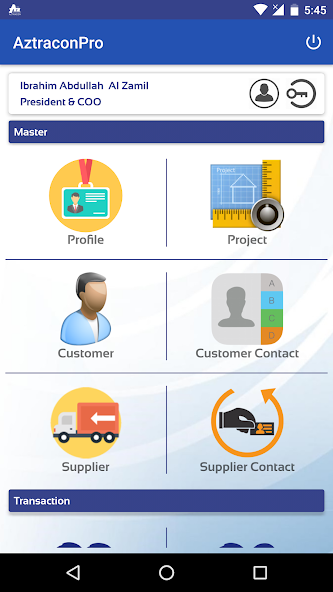 5:45
AztraconPro
Ibrahim Abdullah Al Zamil
President & COO
Master
Profile
Project
Project
Customer
A
B
C
D
Customer Contact
Supplier
Supplier Contact
Transaction